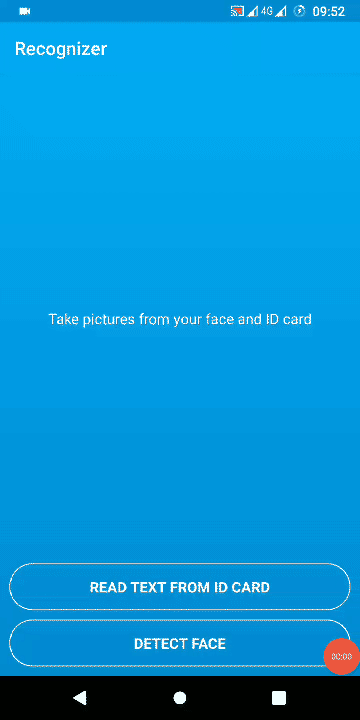 4G 09:52
Recognizer
Take pictures from your face and ID card
READ TEXT FROM ID CARD
DETECT FACE
00:00